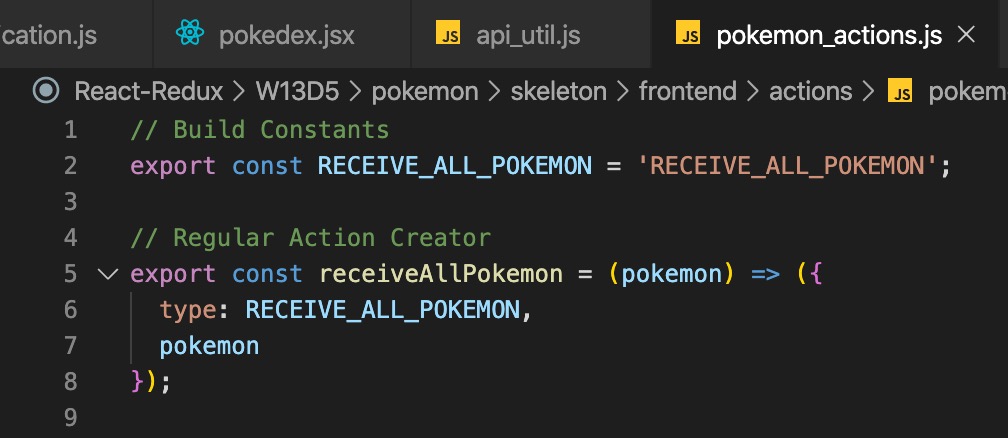 cation.js pokedex.jsx JS api_util.js JS pokemon_actions.js ×
React-Redux > W13D5 > pokemon > skeleton > frontend > actions > JS pokem
1 // Build Constants
2 export const RECEIVE_ALL_POKEMON = 'RECEIVE_ALL_POKEMON';
3
4 // Regular Action Creator
5 export const receiveAllPokemon = (pokemon) => ({
6 type: RECEIVE_ALL_POKEMON,
7 pokemon
8 });
9